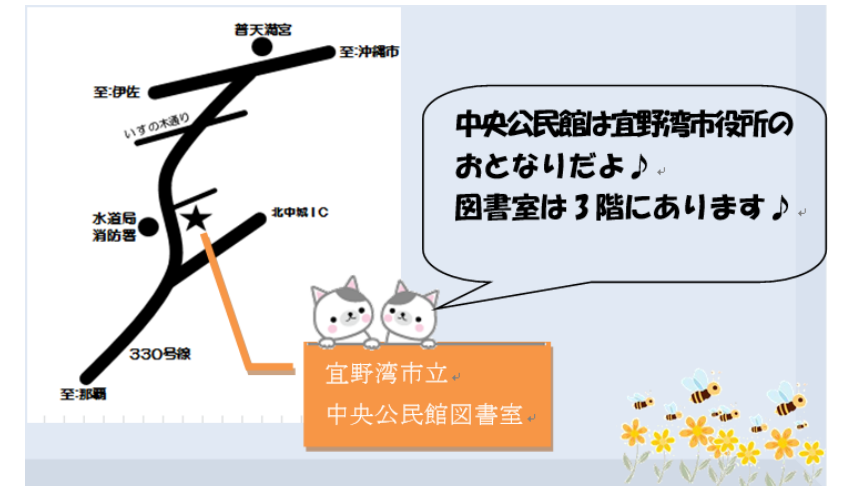 普天満宮
至:沖縄市
至:伊佐
いすの木通り
水道局
消防署
北中城IC
330号線
至:那覇
中央公民館は宜野湾市役所の
おとなりだよ♪
図書室は3階にあります♪
宜野湾市立
中央公民館図書室